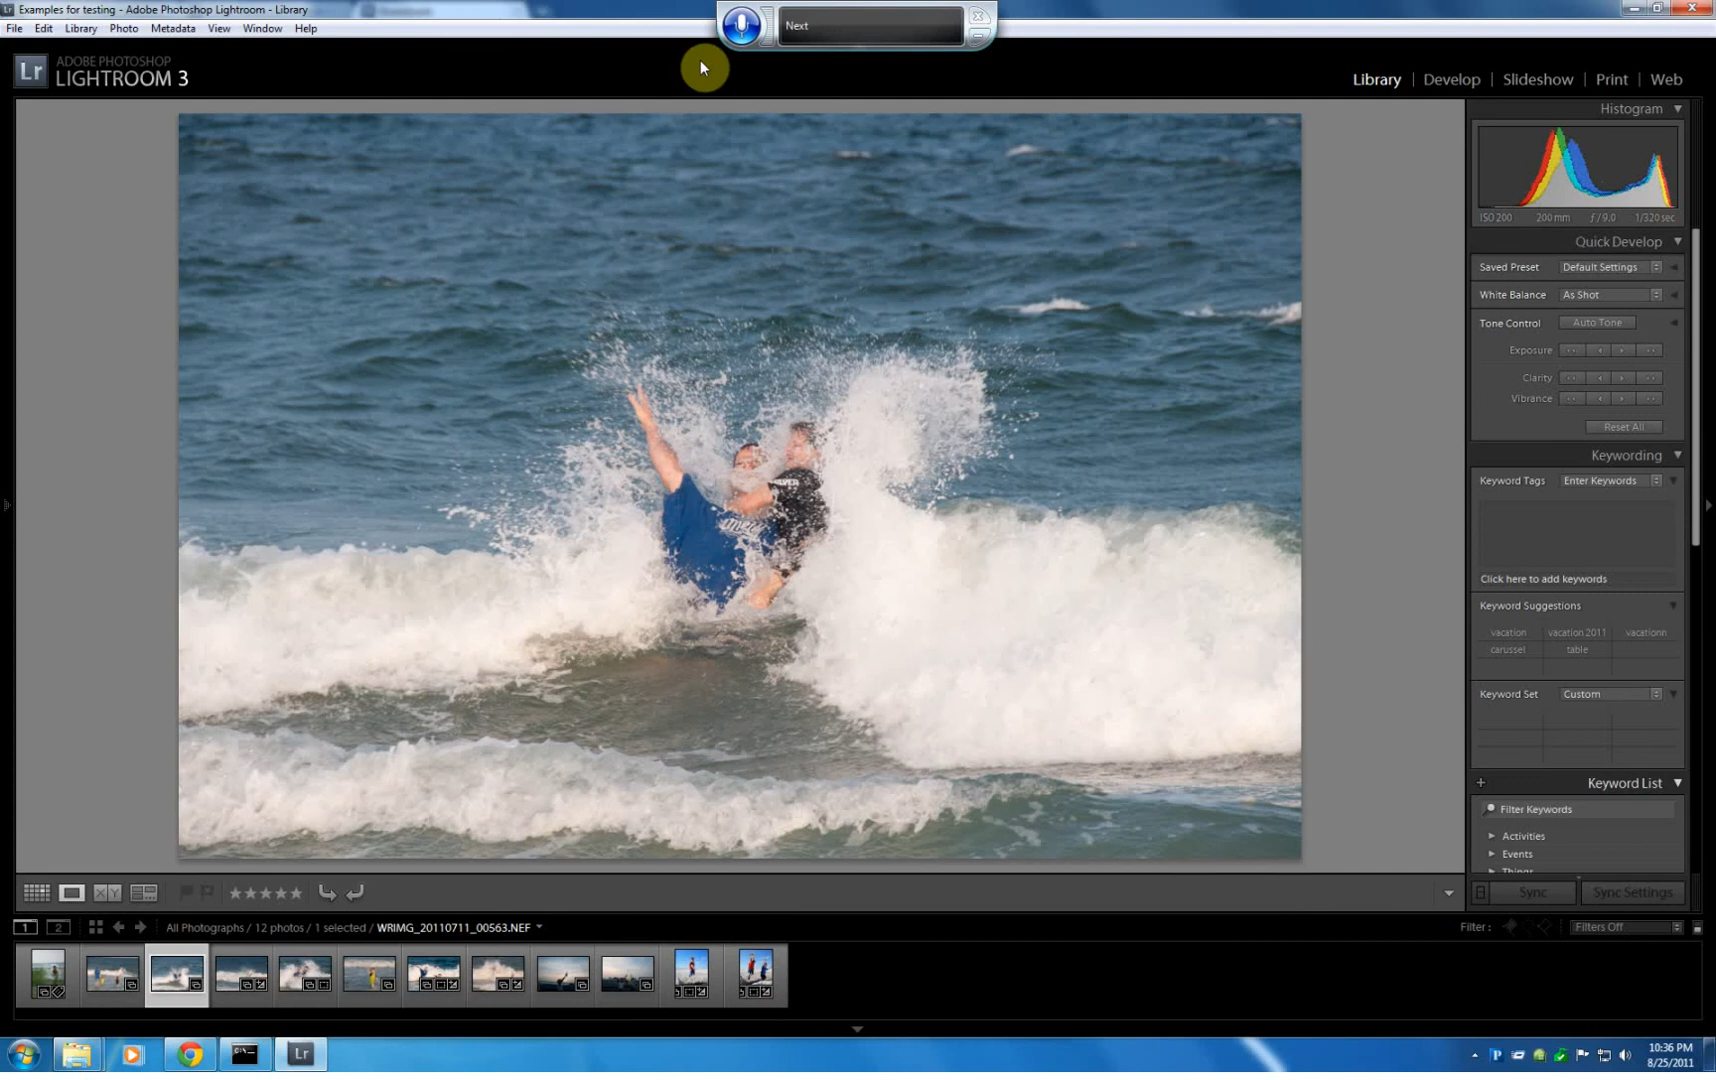 Examples for testing - Adobe Photoshop Lightroom - Library
Next
File Edit Library Photo Metadata View Window Help
Lr
ADOBE PHOTOSHOP
LIGHTROOM 3
Library | Develop | Slideshow | Print | Web
Histogram
ISO 200 200 mm ƒ / 9.0 1/320 sec
Quick Develop
Saved Preset Default Settings
White Balance As Shot
Tone Control Auto Tone
Exposure
Clarity
Vibrance
Reset All
Keywording
Keyword Tags Enter Keywords
Click here to add keywords
Keyword Suggestions
vacation vacation 2011 vacationn
carussel table
Keyword Set Custom
Keyword List
Filter Keywords
Activities
Events
Things
X Y
Sync Sync Settings
1 2 All Photographs / 12 photos / 1 selected / WRIMG_20110711_00563.NEF
Filter : Filters Off
Lr
10:36 PM
8/25/2011